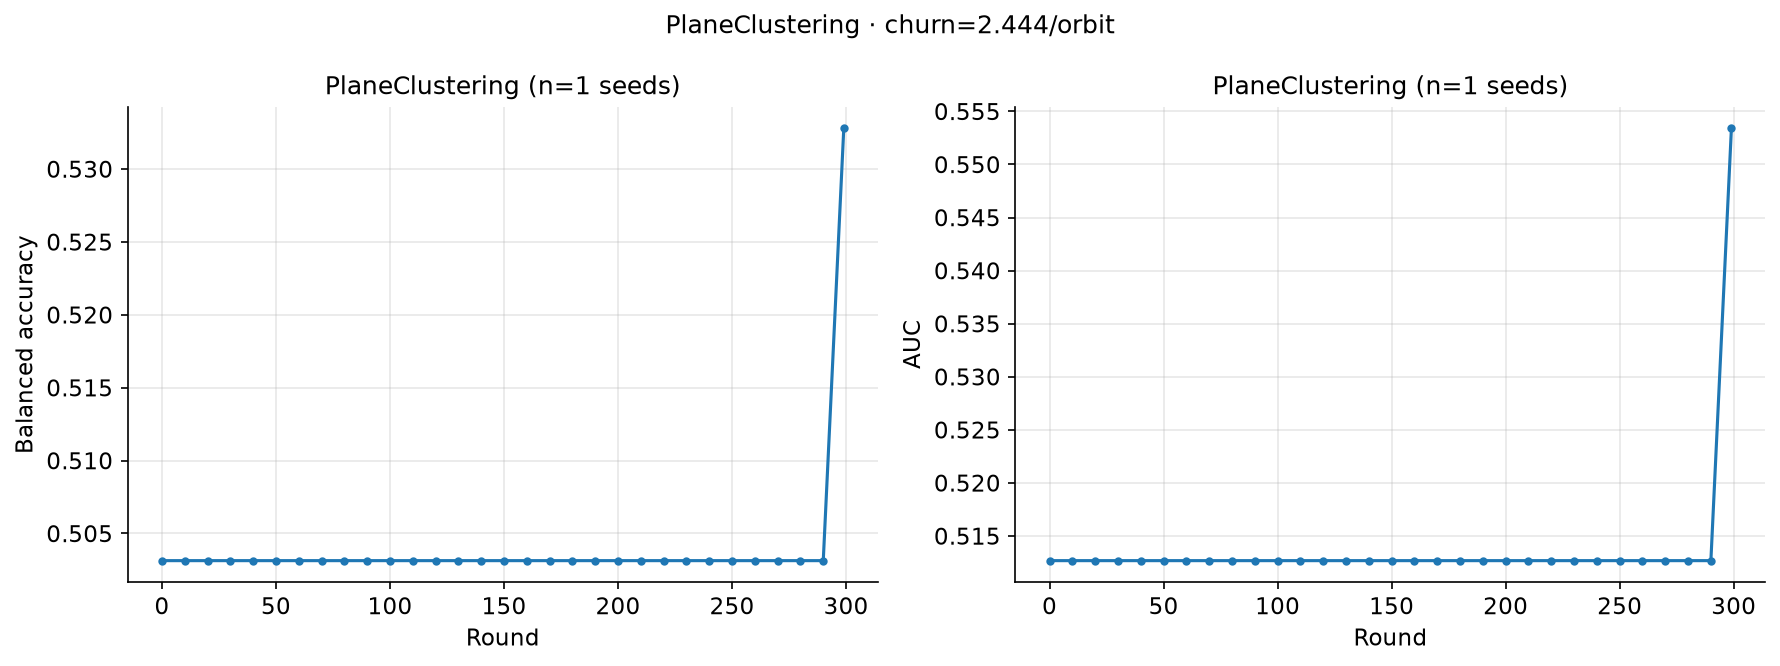 PlaneClustering · churn=2.444/orbit
PlaneClustering (n=1 seeds)
Balanced accuracy
0.530
0.525
0.520
0.515
0.510
0.505
0 50 100 150 200 250 300
Round
PlaneClustering (n=1 seeds)
AUC
0.555
0.550
0.545
0.540
0.535
0.530
0.525
0.520
0.515
0 50 100 150 200 250 300
Round